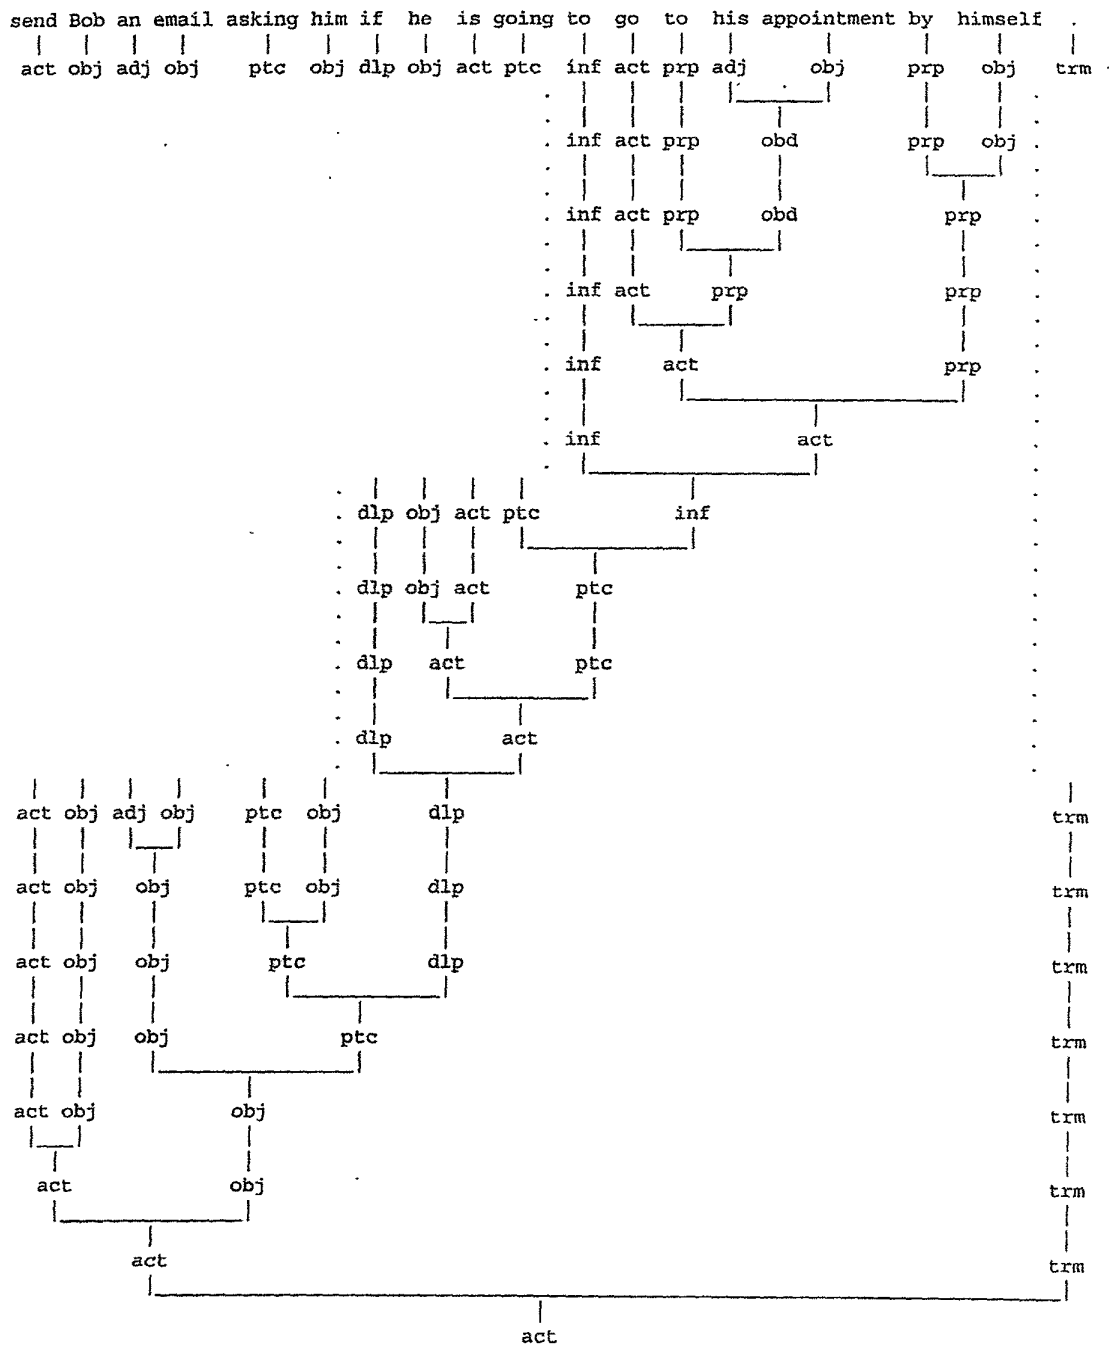 send Bob an email asking him if he is going to go to his appointment by himself .
act obj adj obj ptc obj dlp obj act ptc inf act prp adj obj prp obj trm
inf act prp obd prp obj
inf act prp obd prp
inf act prp prp
inf act prp
inf act
dlp obj act ptc inf
dlp obj act ptc
dlp act ptc
dlp act
act obj adj obj ptc obj dlp trm
act obj obj ptc obj dlp trm
act obj obj ptc dlp trm
act obj obj ptc trm
act obj obj trm
act obj trm
act trm
act